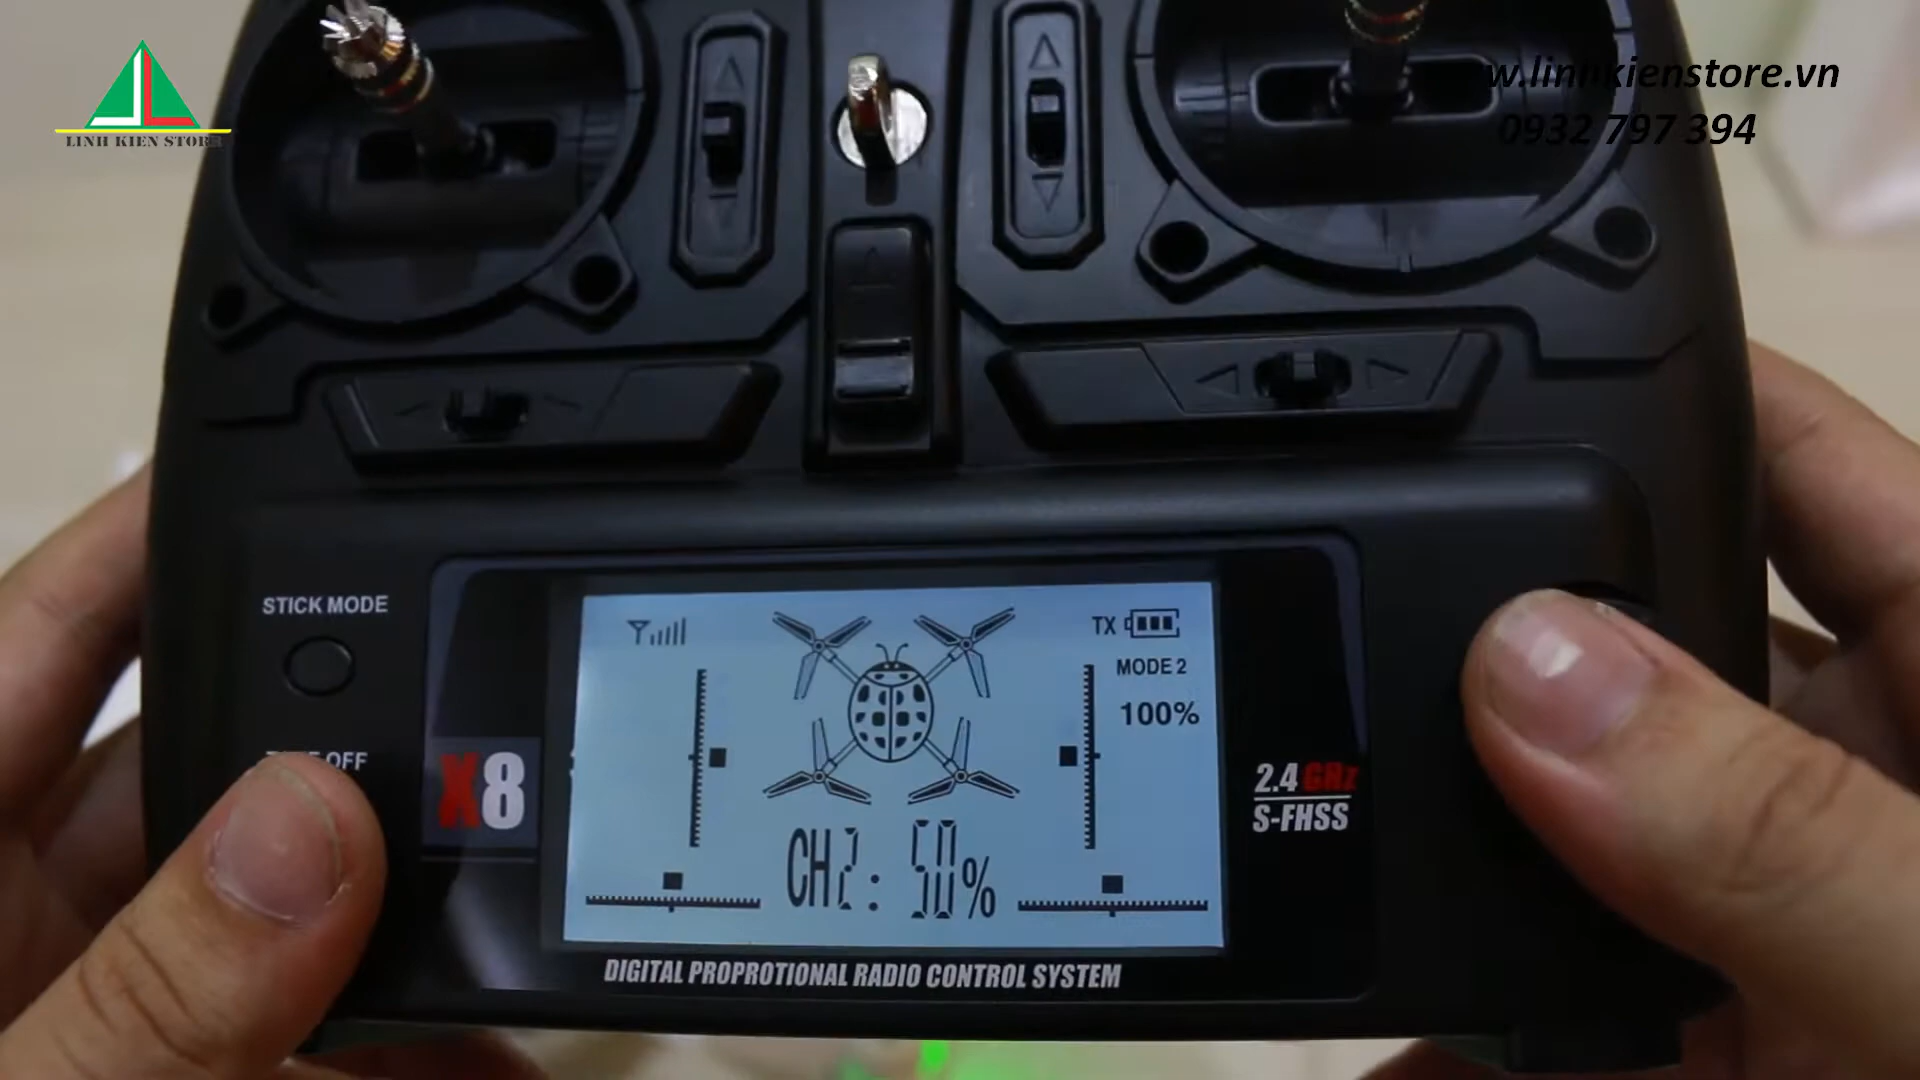 LINH KIEN STORE
w.linhkienstore.vn
0932 797 394
STICK MODE
OFF
X8
TX
MODE 2
100%
CH2: 50%
2.4 GHz
S-FHSS
DIGITAL PROPROTIONAL RADIO CONTROL SYSTEM